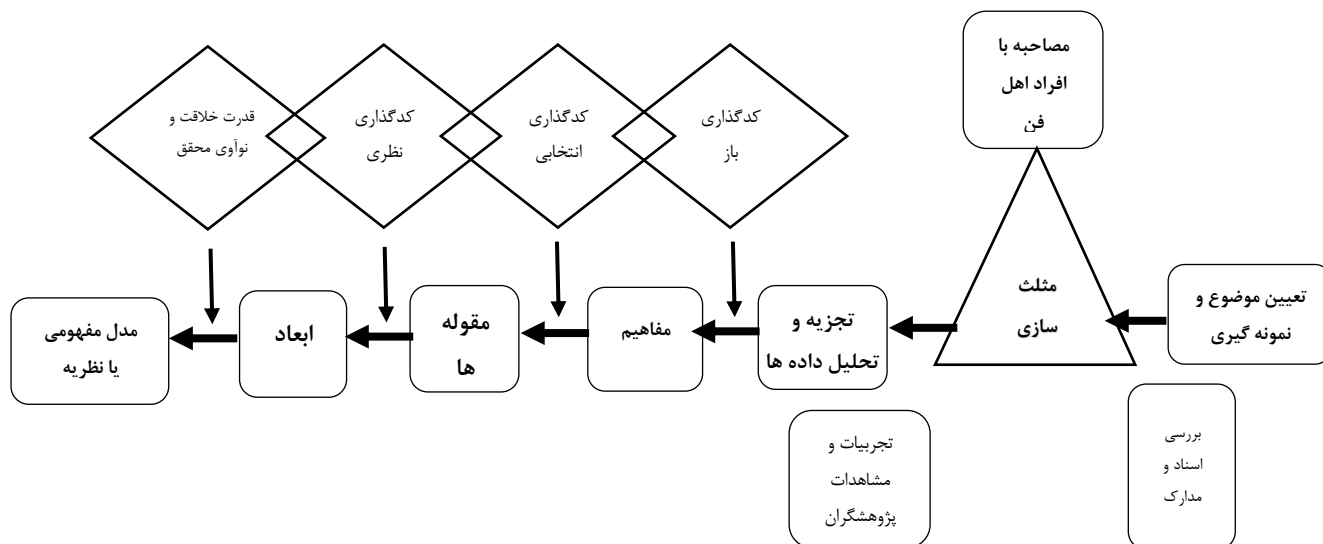 مصاحبه با
افراد اهل
فن
کدگذاری
باز
کدگذاری
انتخابی
کدگذاری
نظری
قدرت خلاقت و
نوآوی محقق
تعیین موضوع و
نمونه گیری
مثلث
سازی
تجزیه و
تحلیل داده ها
مفاهیم
مقوله
ها
ابعاد
مدل مفهومی
یا نظریه
بررسی
اسناد و
مدارک
تجربیات و
مشاهدات
پژوهشگران